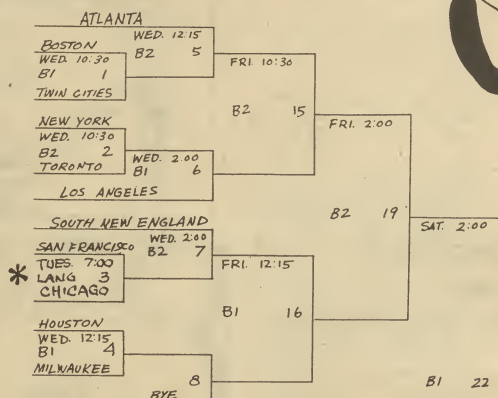 ATLANTA
WED. 12:15
BOSTON
B2 5
WED. 10:30
FRI. 10:30
B1 1
TWIN CITIES
B2 15
NEW YORK
FRI. 2:00
WED. 10:30
B2 2
WED. 2:00
TORONTO
B1 6
LOS ANGELES
B2 19
SOUTH NEW ENGLAND
SAT. 2:00
WED. 2:00
SAN FRANCISCO
B2 7
TUES. 7:00
FRI. 12:15
* LANG 3
CHICAGO
B1 16
HOUSTON
WED. 12:15
B1 4
MILWAUKEE
8
B1 22
BYE